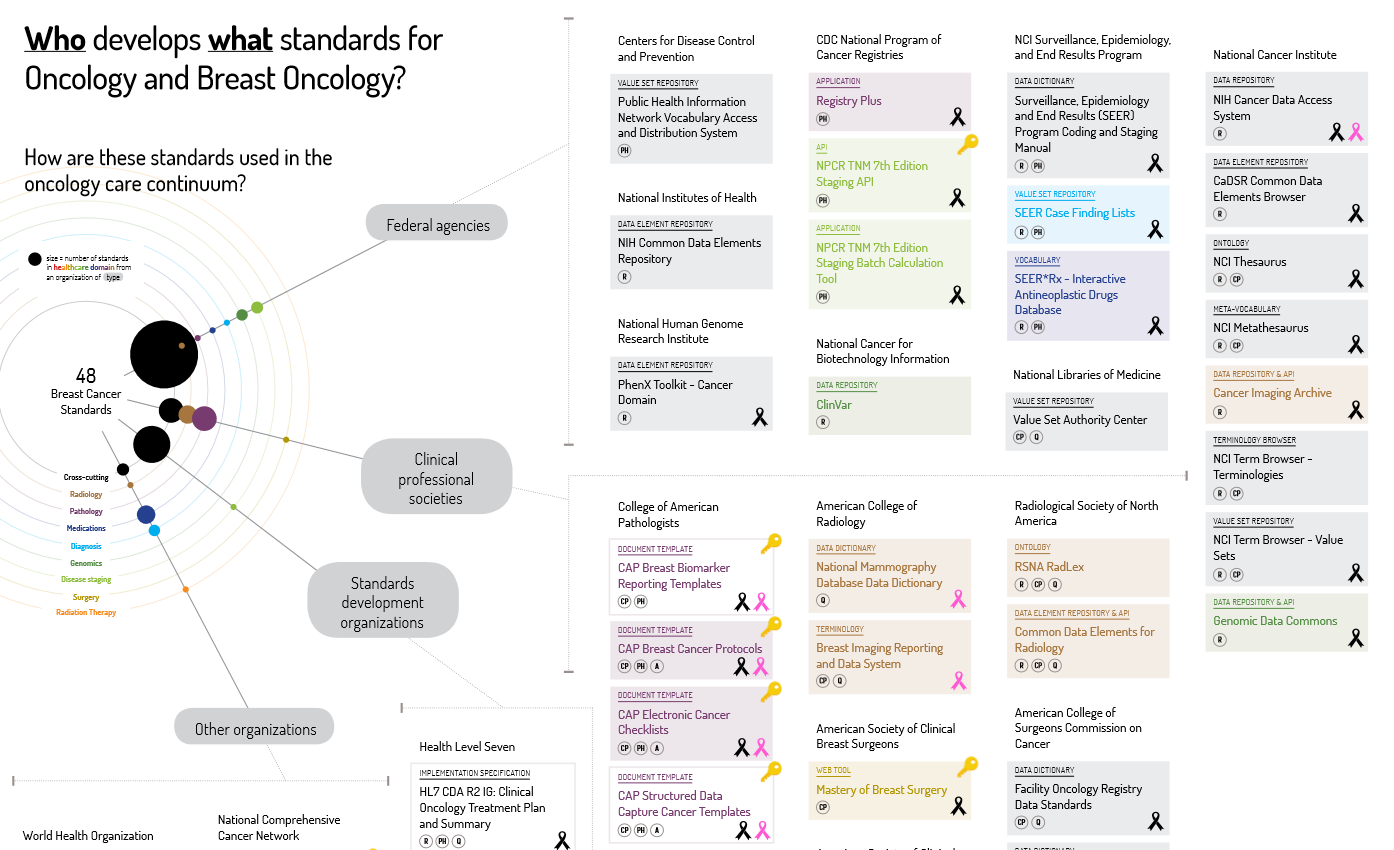 Who develops what standards for
Oncology and Breast Oncology?
How are these standards used in the
oncology care continuum?
size = number of standards
in healthcare domain from
an organization of type
48
Breast Cancer
Standards
Cross-cutting
Radiology
Pathology
Medications
Diagnosis
Genomics
Disease staging
Surgery
Radiation Therapy
Federal agencies
Clinical
professional
societies
Standards
development
organizations
Other organizations
Centers for Disease Control
and Prevention
VALUE SET REPOSITORY
Public Health Information
Network Vocabulary Access
and Distribution System
PH
National Institutes of Health
DATA ELEMENT REPOSITORY
NIH Common Data Elements
Repository
R
National Human Genome
Research Institute
DATA ELEMENT REPOSITORY
PhenX Toolkit - Cancer
Domain
R
CDC National Program of
Cancer Registries
APPLICATION
Registry Plus
PH
API
NPCR TNM 7th Edition
Staging API
PH
APPLICATION
NPCR TNM 7th Edition
Staging Batch Calculation
Tool
PH
National Cancer for
Biotechnology Information
DATA REPOSITORY
ClinVar
R
NCI Surveillance, Epidemiology,
and End Results Program
DATA DICTIONARY
Surveillance, Epidemiology
and End Results (SEER)
Program Coding and Staging
Manual
R PH
VALUE SET REPOSITORY
SEER Case Finding Lists
R PH
VOCABULARY
SEER*Rx - Interactive
Antineoplastic Drugs
Database
R PH
National Libraries of Medicine
VALUE SET REPOSITORY
Value Set Authority Center
CP Q
National Cancer Institute
DATA REPOSITORY
NIH Cancer Data Access
System
R
DATA ELEMENT REPOSITORY
CaDSR Common Data
Elements Browser
R
ONTOLOGY
NCI Thesaurus
R CP
META-VOCABULARY
NCI Metathesaurus
R CP
DATA REPOSITORY & API
Cancer Imaging Archive
R
TERMINOLOGY BROWSER
NCI Term Browser -
Terminologies
R CP
VALUE SET REPOSITORY
NCI Term Browser - Value
Sets
R CP
DATA REPOSITORY & API
Genomic Data Commons
R
College of American
Pathologists
DOCUMENT TEMPLATE
CAP Breast Biomarker
Reporting Templates
CP PH
DOCUMENT TEMPLATE
CAP Breast Cancer Protocols
CP PH A
DOCUMENT TEMPLATE
CAP Electronic Cancer
Checklists
CP PH A
DOCUMENT TEMPLATE
CAP Structured Data
Capture Cancer Templates
CP PH A
American College of
Radiology
DATA DICTIONARY
National Mammography
Database Data Dictionary
Q
TERMINOLOGY
Breast Imaging Reporting
and Data System
CP Q
American Society of Clinical
Breast Surgeons
WEB TOOL
Mastery of Breast Surgery
CP
Radiological Society of North
America
ONTOLOGY
RSNA RadLex
R CP Q
DATA ELEMENT REPOSITORY & API
Common Data Elements for
Radiology
R CP Q
American College of
Surgeons Commission on
Cancer
DATA DICTIONARY
Facility Oncology Registry
Data Standards
CP Q
Health Level Seven
IMPLEMENTATION SPECIFICATION
HL7 CDA R2 IG: Clinical
Oncology Treatment Plan
and Summary
R PH Q
World Health Organization
National Comprehensive
Cancer Network